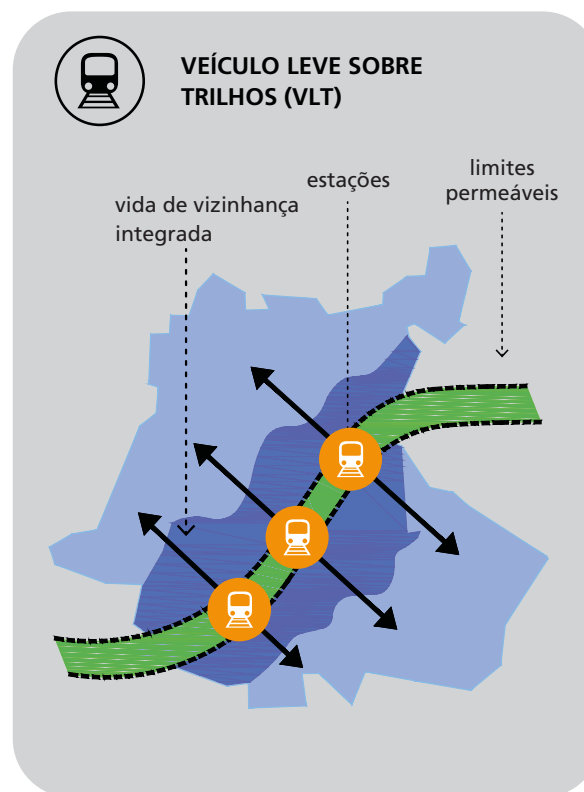 VEÍCULO LEVE SOBRE
TRILHOS (VLT)
vida de vizinhança
integrada
estações
limites
permeáveis